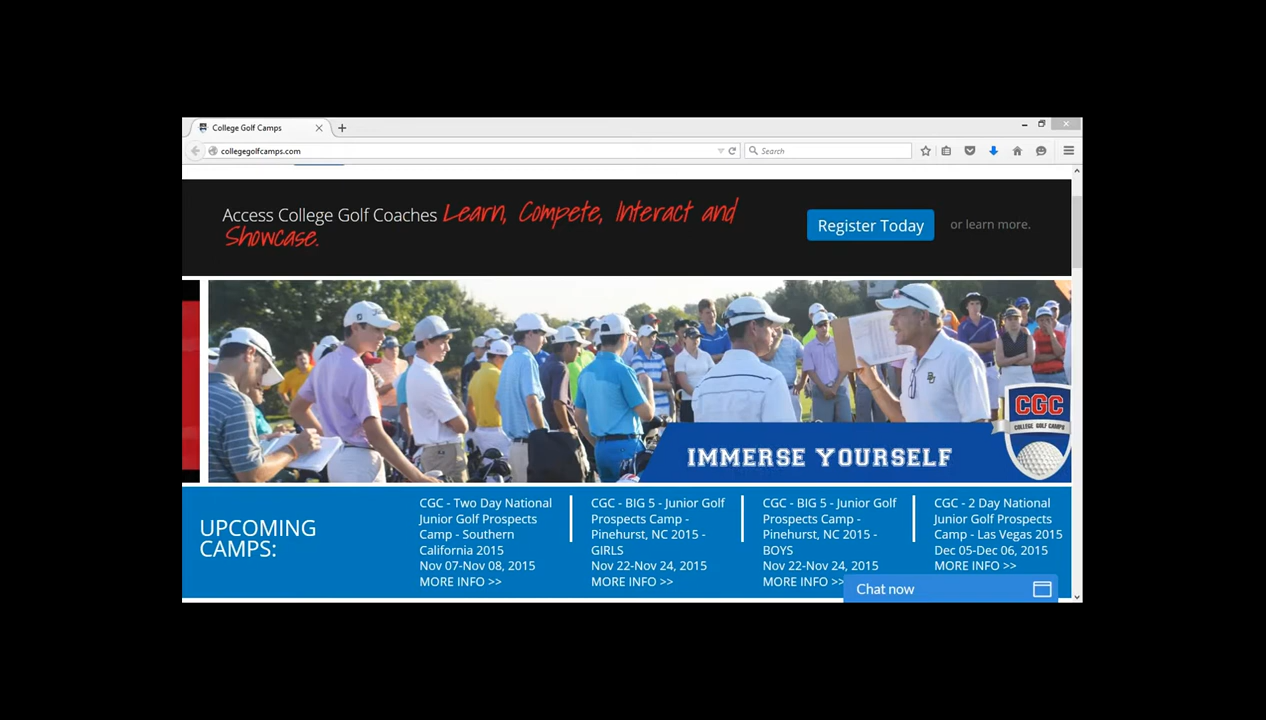 College Golf Camps
collegegolfcamps.com
Search
Access College Golf Coaches Learn, Compete, Interact and
Showcase.
Register Today
or learn more.
CGC
COLLEGE GOLF CAMPS
IMMERSE YOURSELF
UPCOMING
CAMPS:
CGC - Two Day National
Junior Golf Prospects
Camp - Southern
California 2015
Nov 07-Nov 08, 2015
MORE INFO >>
CGC - BIG 5 - Junior Golf
Prospects Camp -
Pinehurst, NC 2015 -
GIRLS
Nov 22-Nov 24, 2015
MORE INFO >>
CGC - BIG 5 - Junior Golf
Prospects Camp -
Pinehurst, NC 2015 -
BOYS
Nov 22-Nov 24, 2015
MORE INFO >>
CGC - 2 Day National
Junior Golf Prospects
Camp - Las Vegas 2015
Dec 05-Dec 06, 2015
MORE INFO >>
Chat now